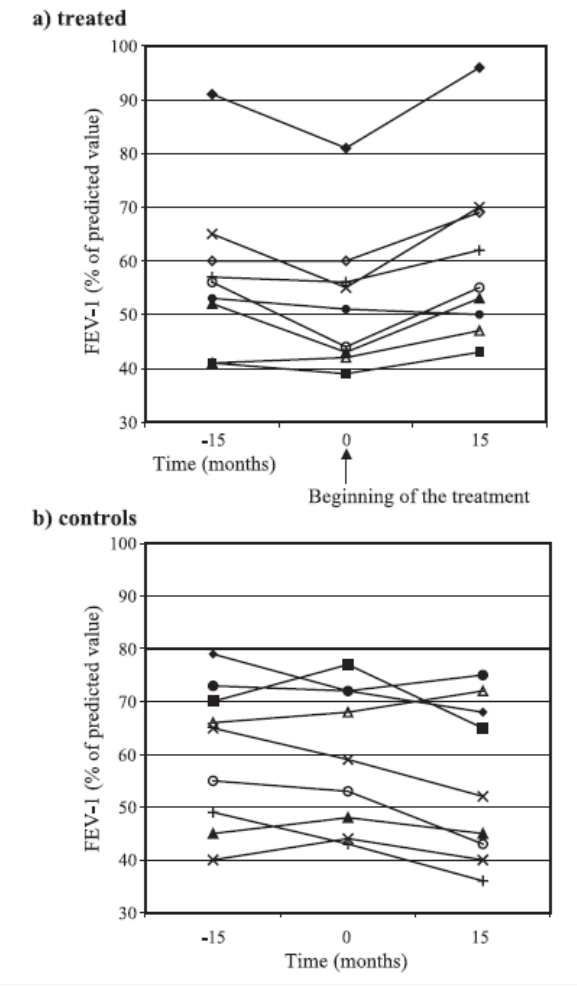 a) treated
FEV-1 (% of predicted value)
100
90
80
70
60
50
40
30
-15 0 15
Time (months)
Beginning of the treatment
b) controls
FEV-1 (% of predicted value)
100
90
80
70
60
50
40
30
-15 0 15
Time (months)